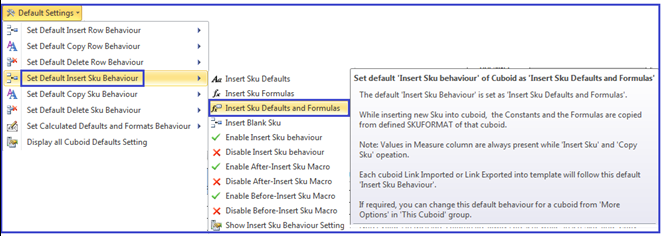 Default Settings
Set Default Insert Row Behaviour
Set Default Copy Row Behaviour
Set Default Delete Row Behaviour
Set Default Insert Sku Behaviour
Set Default Copy Sku Behaviour
Set Default Delete Sku Behaviour
Set Calculated Defaults and Formats Behaviour
Display all Cuboid Defaults Setting
Insert Sku Defaults
Insert Sku Formulas
Insert Sku Defaults and Formulas
Insert Blank Sku
Enable Insert Sku behaviour
Disable Insert Sku behaviour
Enable After-Insert Sku Macro
Disable After-Insert Sku Macro
Enable Before-Insert Sku Macro
Disable Before-Insert Sku Macro
Show Insert Sku Behaviour Setting
Set default 'Insert Sku behaviour' of Cuboid as 'Insert Sku Defaults and Formulas'
The default 'Insert Sku Behaviour' is set as 'Insert Sku Defaults and Formulas'.
While inserting new Sku into cuboid, the Constants and the Formulas are copied
from defined SKUFORMAT of that cuboid.
Note: Values in Measure column are always present while 'Insert Sku' and 'Copy
Sku' opeation.
Each cuboid Link Imported or Link Exported into template will follow this default
'Insert Sku Behaviour'.
If required, you can change this default behaviour for a cuboid from 'More
Options' in 'This Cuboid' group.